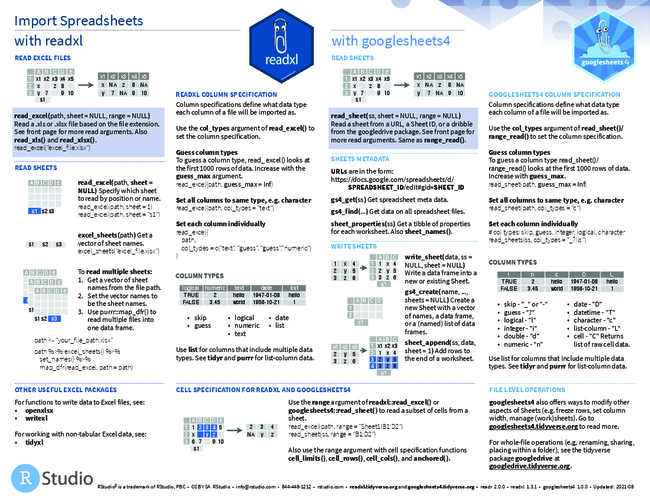 Import Spreadsheets
with readxl
READ EXCEL FILES
A B C D E
x1 x2 x3 x4 x5
x z 8
y 7 9 10
s1
x1 x2 x3 x4 x5
x NA z 8 NA
y 7 NA 9 10
read_excel(path, sheet = NULL, range = NULL)
Read a .xls or .xlsx file based on the file extension.
See front page for more read arguments. Also
read_xls() and read_xlsx().
read_excel("excel_file.xlsx")
READ SHEETS
A B C D E
s1 s2 s3
read_excel(path, sheet =
NULL) Specify which sheet
to read by position or name.
read_excel(path, sheet = 1)
read_excel(path, sheet = "s1")
s1 s2 s3
excel_sheets(path) Get a
vector of sheet names.
excel_sheets("excel_file.xlsx")
A B C D E
s1 s2 s3
To read multiple sheets:
1. Get a vector of sheet
names from the file path.
2. Set the vector names to
be the sheet names.
3. Use purrr::map_dfr() to
read multiple files into
one data frame.
path <- "your_file_path.xlsx"
path %>% excel_sheets() %>%
set_names() %>%
map_dfr(read_excel, path = path)
OTHER USEFUL EXCEL PACKAGES
For functions to write data to Excel files, see:
• openxlsx
• writexl
For working with non-tabular Excel data, see:
• tidyxl
readxl
READXL COLUMN SPECIFICATION
Column specifications define what data type
each column of a file will be imported as.
Use the col_types argument of read_excel() to
set the column specification.
Guess column types
To guess a column type, read_excel() looks at
the first 1000 rows of data. Increase with the
guess_max argument.
read_excel(path, guess_max = Inf)
Set all columns to same type, e.g. character
read_excel(path, col_types = "text")
Set each column individually
read_excel(
path,
col_types = c("text", "guess", "guess","numeric")
)
COLUMN TYPES
logical numeric text date list
TRUE 2 hello 1947-01-08 hello
FALSE 3.45 world 1956-10-21 1
• skip
• guess
• logical
• numeric
• text
• date
• list
Use list for columns that include multiple data
types. See tidyr and purrr for list-column data.
with googlesheets4
READ SHEETS
A B C D E
x1 x2 x3 x4 x5
x z 8
y 7 9 10
s1
x1 x2 x3 x4 x5
x NA z 8 NA
y 7 NA 9 10
read_sheet(ss, sheet = NULL, range = NULL)
Read a sheet from a URL, a Sheet ID, or a dribble
from the googledrive package. See front page for
more read arguments. Same as range_read().
SHEETS METADATA
URLs are in the form:
https://docs.google.com/spreadsheets/d/
SPREADSHEET_ID/edit#gid=SHEET_ID
gs4_get(ss) Get spreadsheet meta data.
gs4_find(...) Get data on all spreadsheet files.
sheet_properties(ss) Get a tibble of properties
for each worksheet. Also sheet_names().
WRITE SHEETS
write_sheet(data, ss =
NULL, sheet = NULL)
Write a data frame into a
new or existing Sheet.
gs4_create(name, ...,
sheets = NULL) Create
a new Sheet with a vector
of names, a data frame,
or a (named) list of data
frames.
sheet_append(ss, data,
sheet = 1) Add rows to
the end of a worksheet.
googlesheets4
GOOGLESHEETS4 COLUMN SPECIFICATION
Column specifications define what data type
each column of a file will be imported as.
Use the col_types argument of read_sheet()/
range_read() to set the column specification.
Guess column types
To guess a column type read_sheet()/
range_read() looks at the first 1000 rows of data.
Increase with guess_max.
read_sheet(path, guess_max = Inf)
Set all columns to same type, e.g. character
read_sheet(path, col_types = "c")
Set each column individually
# col types: skip, guess, integer, logical, character
read_sheets(ss, col_types = "_?ilc")
COLUMN TYPES
l n c D L
TRUE 2 hello 1947-01-08 hello
FALSE 3.45 world 1956-10-21 1
• skip - "_" or "-"
• guess - "?"
• logical - "l"
• integer - "i"
• double - "d"
• numeric - "n"
• date - "D"
• datetime - "T"
• character - "c"
• list-column - "L"
• cell - "C" Returns
list of raw cell data.
Use list for columns that include multiple data
types. See tidyr and purrr for list-column data.
CELL SPECIFICATION FOR READXL AND GOOGLESHEETS4
Use the range argument of readxl::read_excel() or
googlesheets4::read_sheet() to read a subset of cells from a
sheet.
read_excel(path, range = "Sheet1!B1:D2")
read_sheet(ss, range = "B1:D2")
Also use the range argument with cell specification functions
cell_limits(), cell_rows(), cell_cols(), and anchored().
2 3 4
NA y z
FILE LEVEL OPERATIONS
googlesheets4 also offers ways to modify other
aspects of Sheets (e.g. freeze rows, set column
width, manage (work)sheets). Go to
googlesheets4.tidyverse.org to read more.
For whole-file operations (e.g. renaming, sharing,
placing within a folder), see the tidyverse
package googledrive at
googledrive.tidyverse.org.
R Studio
RStudio® is a trademark of RStudio, PBC • CC BY SA RStudio • info@rstudio.com • 844-448-1212 • rstudio.com • readxl.tidyverse.org and googlesheets4.tidyverse.org • readr 2.0.0 • readxl 1.3.1 • googlesheets4 1.0.0 • Updated: 2021-08